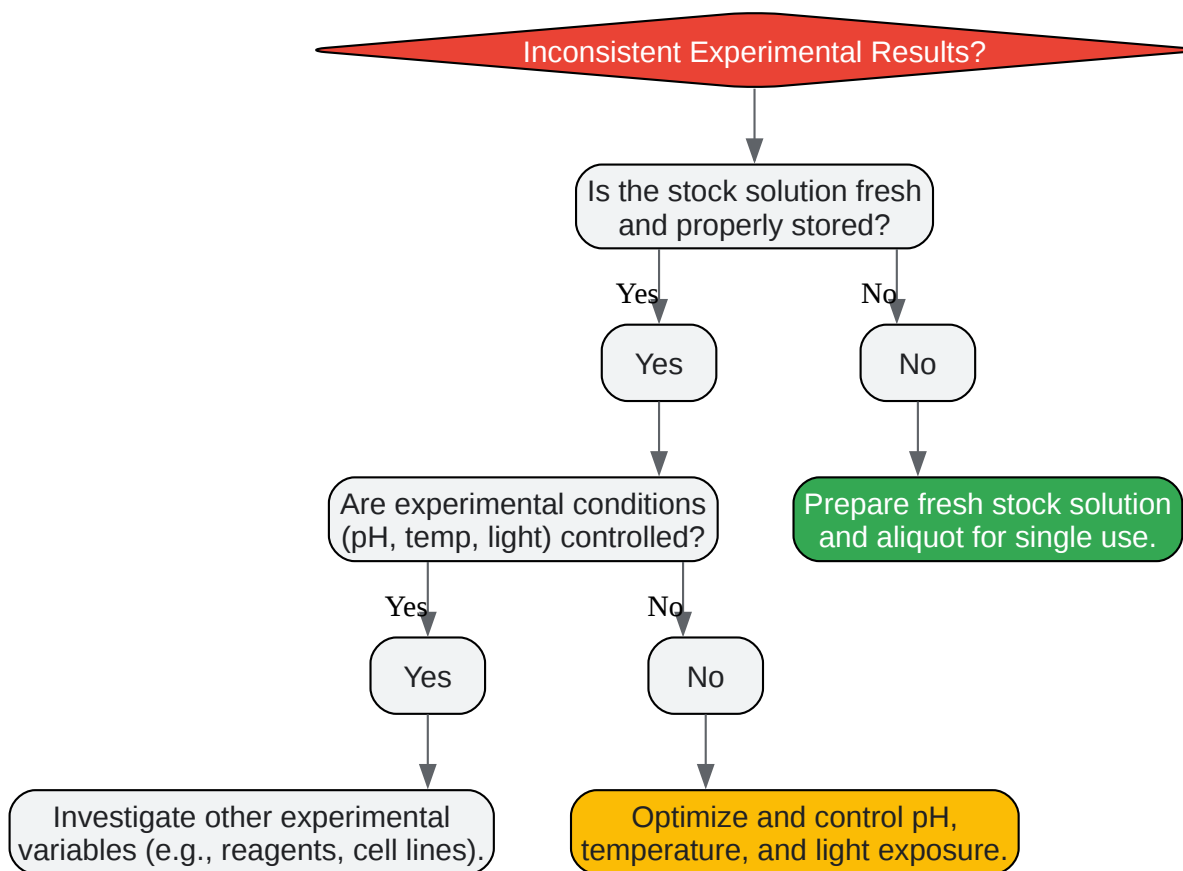 Inconsistent Experimental Results?
Is the stock solution fresh
and properly stored?
Yes
No
Yes
No
Are experimental conditions
(pH, temp, light) controlled?
Prepare fresh stock solution
and aliquot for single use.
Yes
No
Yes
No
Investigate other experimental
variables (e.g., reagents, cell lines).
Optimize and control pH,
temperature, and light exposure.